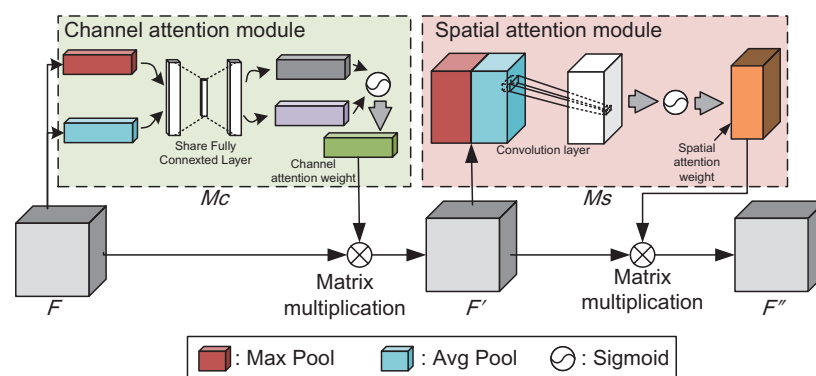 Channel attention module
Spatial attention module
Share Fully
Connexted Layer
Channel
attention weight
Convolution layer
Spatial
attention
weight
Mc
Ms
F
Matrix
multiplication
F′
Matrix
multiplication
F″
: Max Pool
: Avg Pool
: Sigmoid